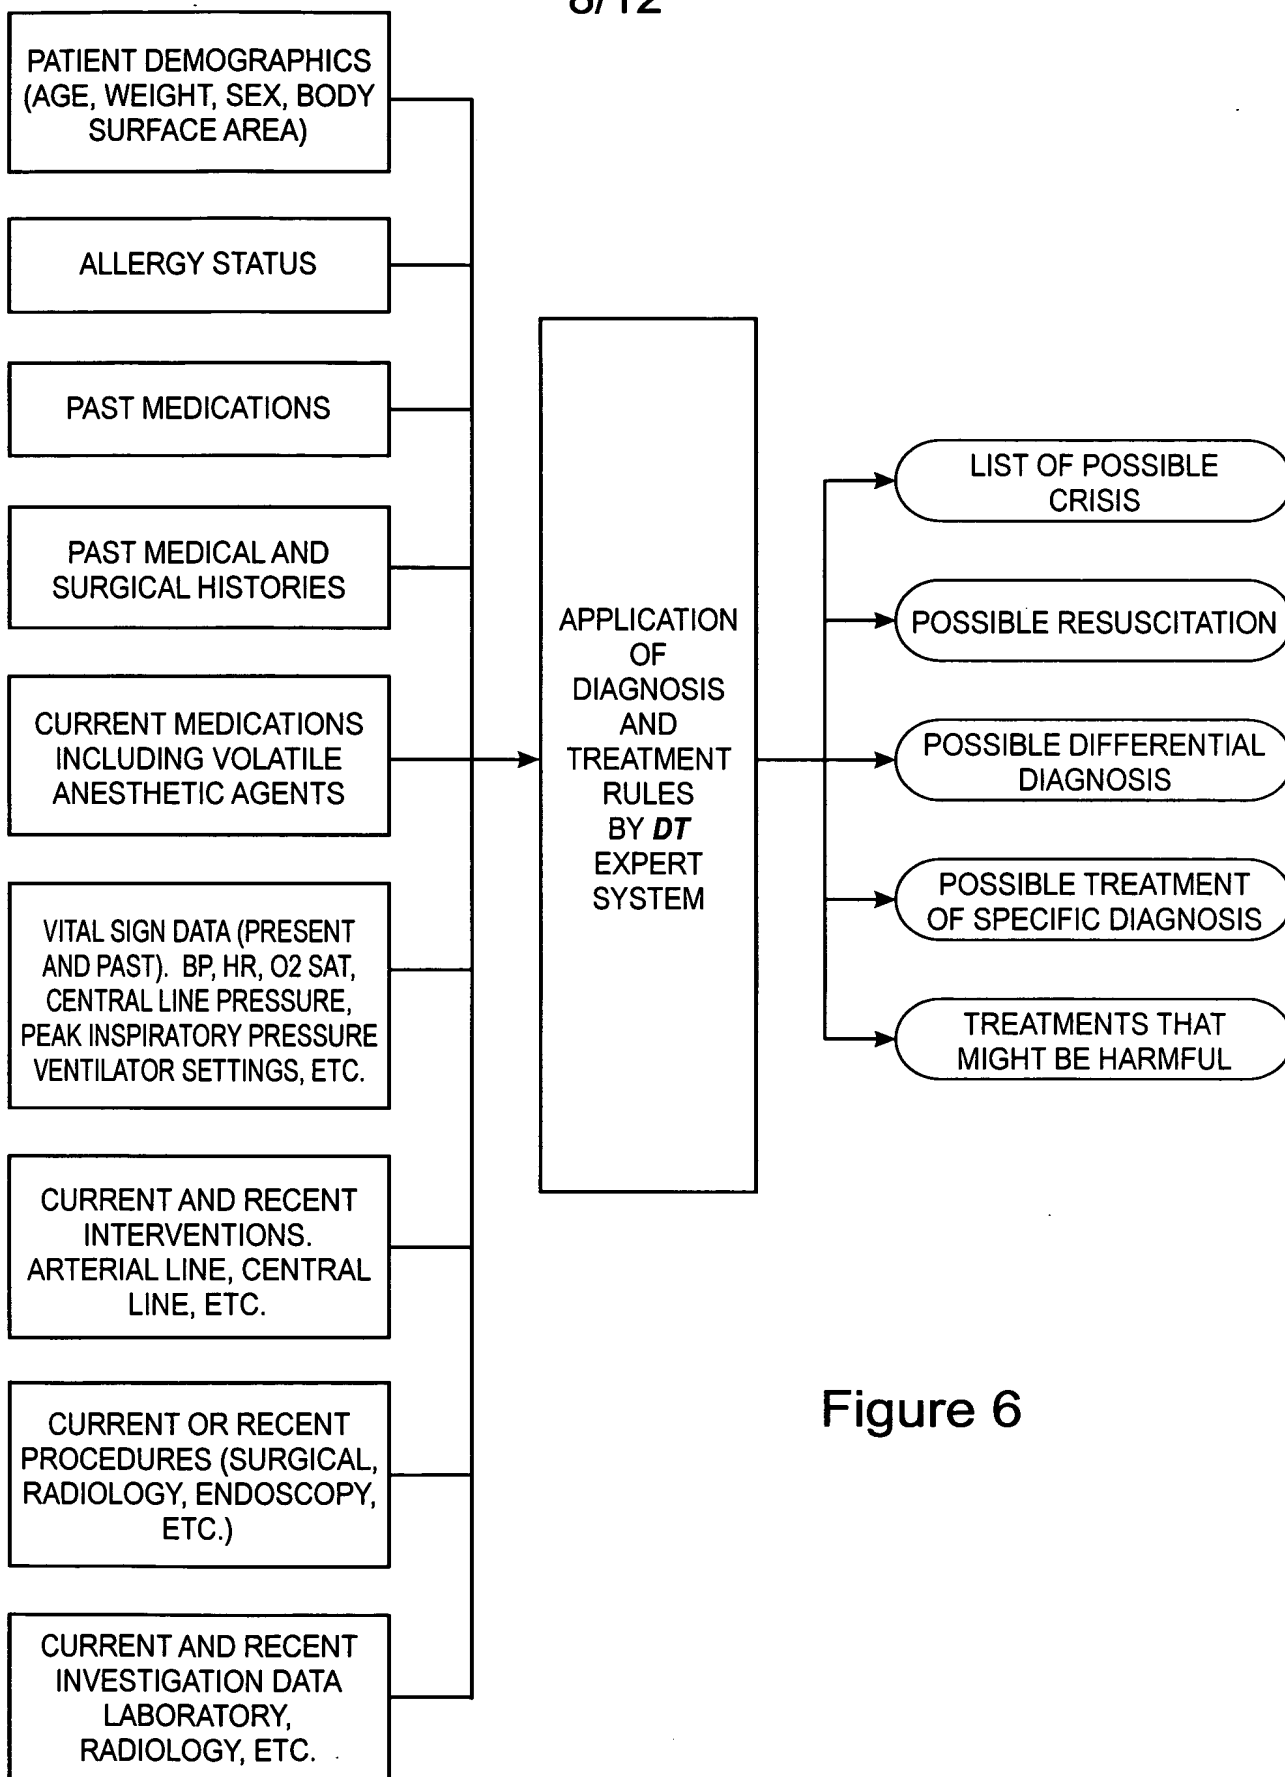 8/12
PATIENT DEMOGRAPHICS
(AGE, WEIGHT, SEX, BODY
SURFACE AREA)
ALLERGY STATUS
PAST MEDICATIONS
PAST MEDICAL AND
SURGICAL HISTORIES
CURRENT MEDICATIONS
INCLUDING VOLATILE
ANESTHETIC AGENTS
VITAL SIGN DATA (PRESENT
AND PAST). BP, HR, O2 SAT,
CENTRAL LINE PRESSURE,
PEAK INSPIRATORY PRESSURE
VENTILATOR SETTINGS, ETC.
CURRENT AND RECENT
INTERVENTIONS.
ARTERIAL LINE, CENTRAL
LINE, ETC.
CURRENT OR RECENT
PROCEDURES (SURGICAL,
RADIOLOGY, ENDOSCOPY,
ETC.)
CURRENT AND RECENT
INVESTIGATION DATA
LABORATORY,
RADIOLOGY, ETC.
APPLICATION
OF
DIAGNOSIS
AND
TREATMENT
RULES
BY DT
EXPERT
SYSTEM
LIST OF POSSIBLE
CRISIS
POSSIBLE RESUSCITATION
POSSIBLE DIFFERENTIAL
DIAGNOSIS
POSSIBLE TREATMENT
OF SPECIFIC DIAGNOSIS
TREATMENTS THAT
MIGHT BE HARMFUL
Figure 6